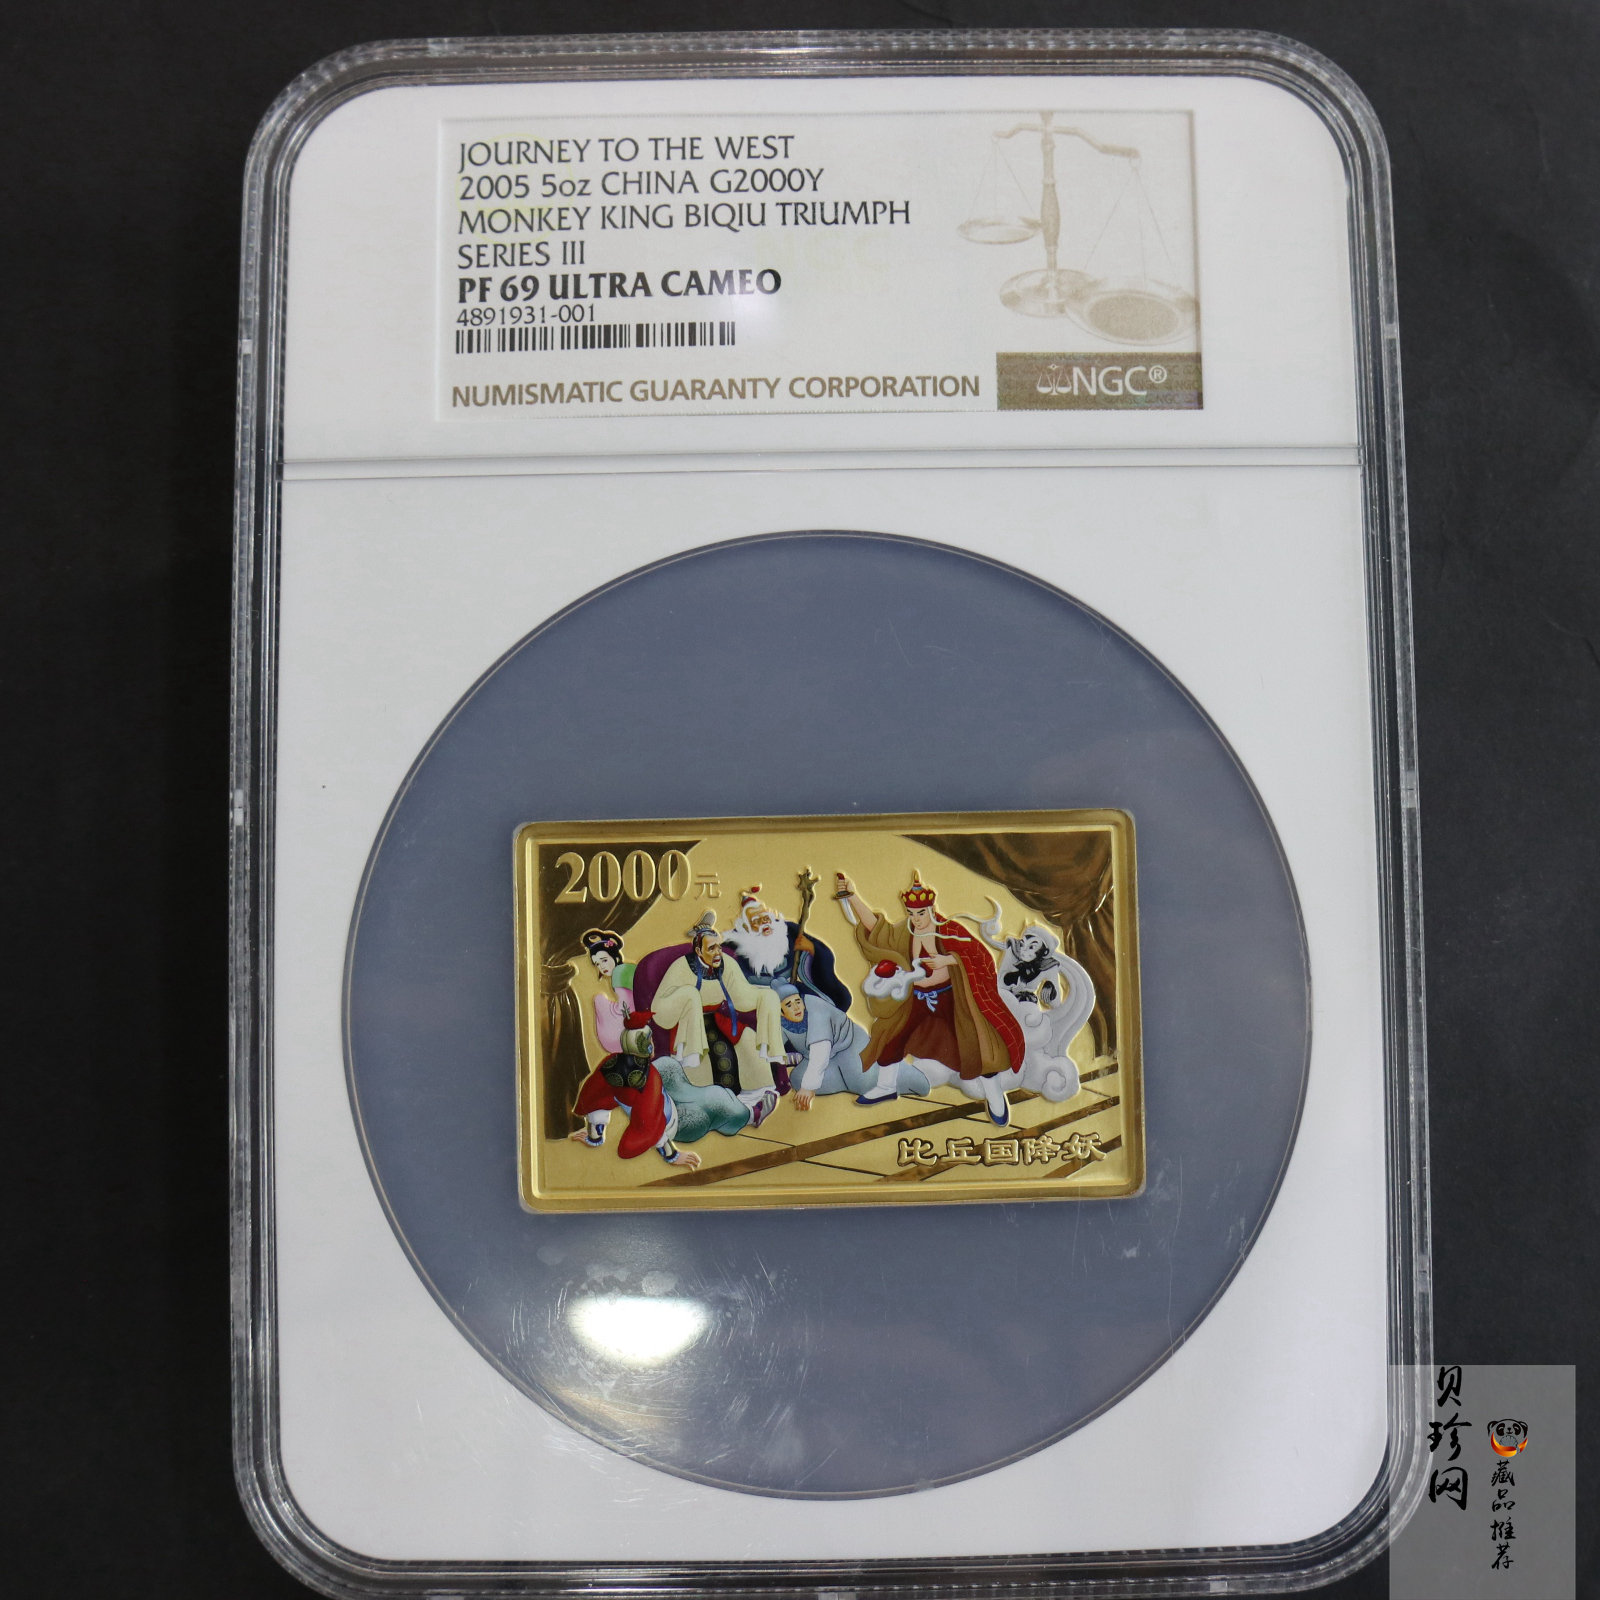 JOURNEY TO THE WEST
2005 5oz CHINA G2000Y
MONKEY KING BIQIU TRIUMPH
SERIES III
PF 69 ULTRA CAMEO
4891931-001
NUMISMATIC GUARANTY CORPORATION
NGC®
2000元
比丘国降妖
贝珍网
藏品推荐